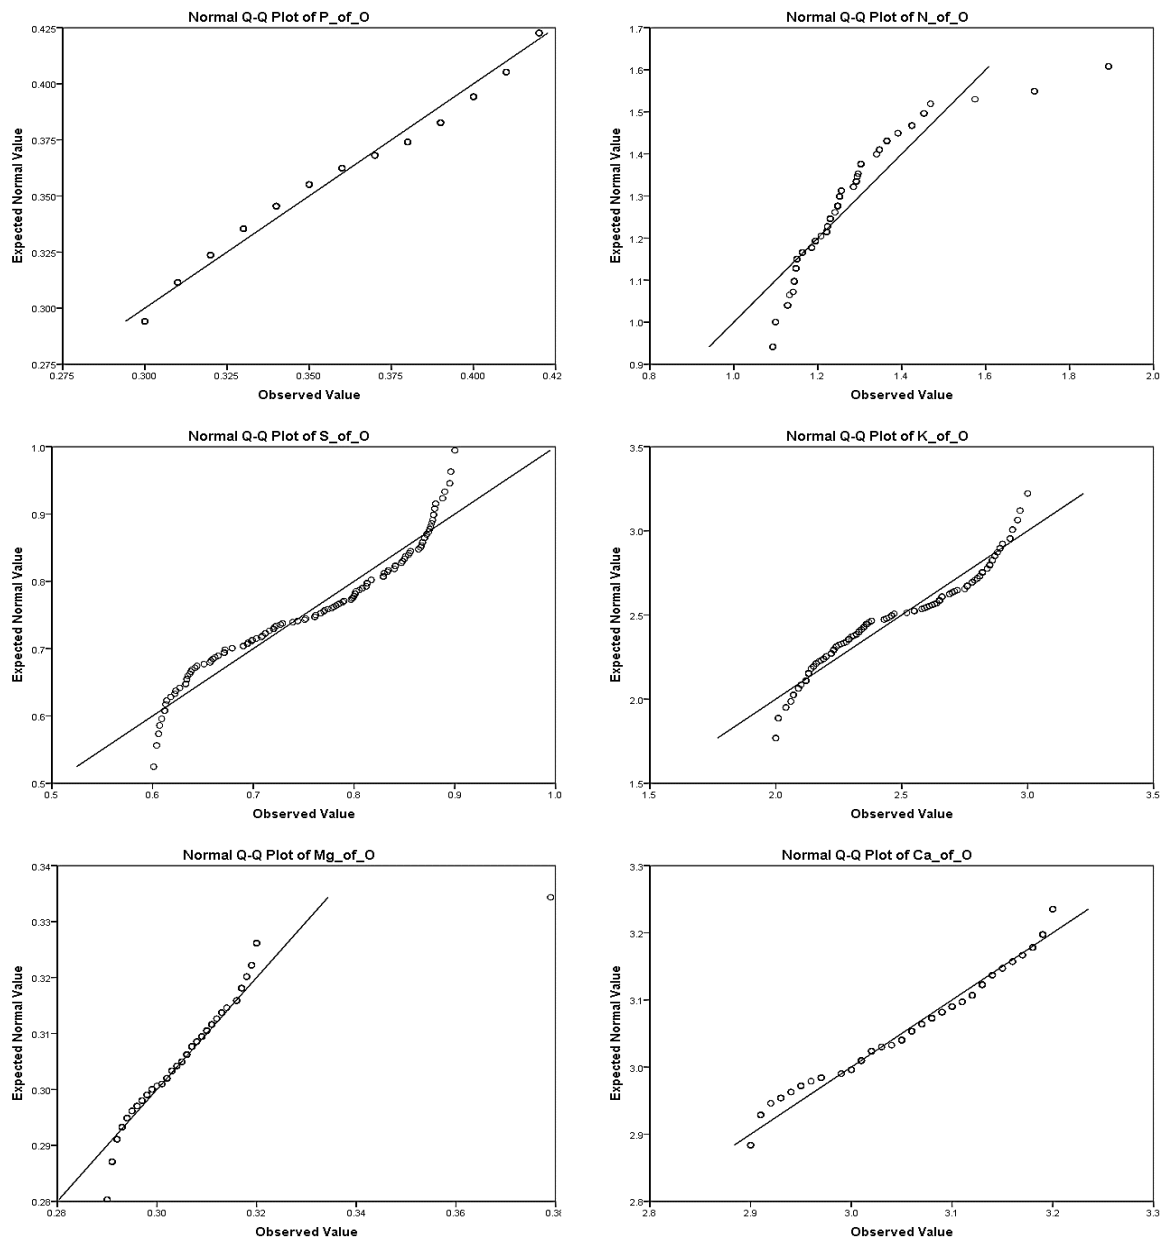 Normal Q-Q Plot of P_of_O
Expected Normal Value
0.425
0.400
0.375
0.350
0.325
0.300
0.275
0.275 0.300 0.325 0.350 0.375 0.400 0.42
Observed Value
Normal Q-Q Plot of N_of_O
Expected Normal Value
1.7
1.6
1.5
1.4
1.3
1.2
1.1
1.0
0.9
0.8 1.0 1.2 1.4 1.6 1.8 2.0
Observed Value
Normal Q-Q Plot of S_of_O
Expected Normal Value
1.0
0.9
0.8
0.7
0.6
0.5
0.5 0.6 0.7 0.8 0.9 1.0
Observed Value
Normal Q-Q Plot of K_of_O
Expected Normal Value
3.5
3.0
2.5
2.0
1.5
1.5 2.0 2.5 3.0 3.5
Observed Value
Normal Q-Q Plot of Mg_of_O
Expected Normal Value
0.34
0.33
0.32
0.31
0.30
0.29
0.28
0.28 0.30 0.32 0.34 0.36 0.38
Observed Value
Normal Q-Q Plot of Ca_of_O
Expected Normal Value
3.3
3.2
3.1
3.0
2.9
2.8
2.8 2.9 3.0 3.1 3.2 3.3
Observed Value